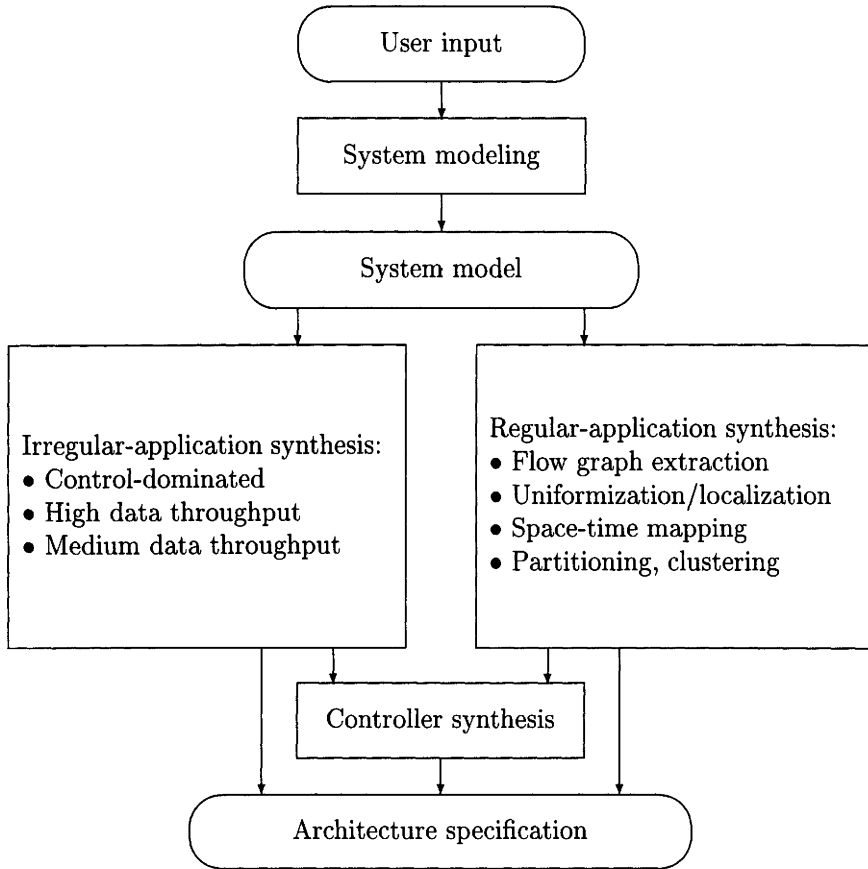 User input
System modeling
System model
Irregular-application synthesis:
● Control-dominated
● High data throughput
● Medium data throughput
Regular-application synthesis:
● Flow graph extraction
● Uniformization/localization
● Space-time mapping
● Partitioning, clustering
Controller synthesis
Architecture specification